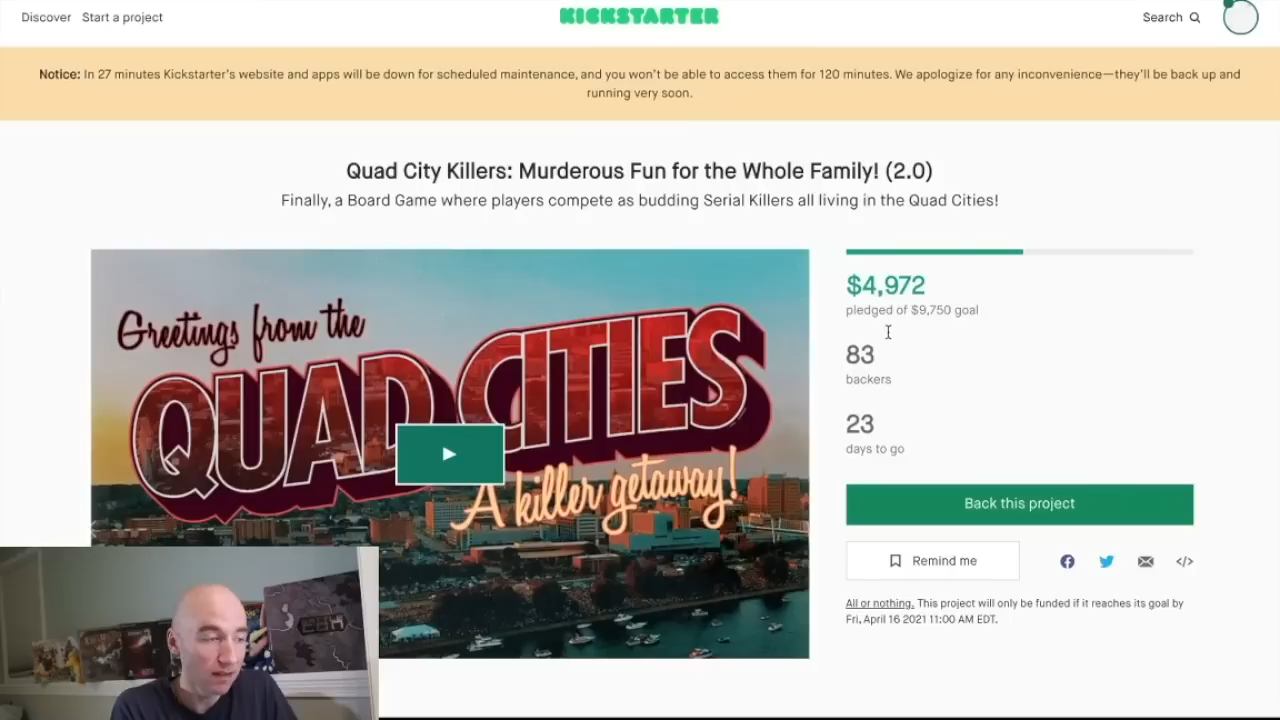 Discover Start a project
KICKSTARTER
Search
Notice: In 27 minutes Kickstarter's website and apps will be down for scheduled maintenance, and you won't be able to access them for 120 minutes. We apologize for any inconvenience—they'll be back up and
running very soon.
Quad City Killers: Murderous Fun for the Whole Family! (2.0)
Finally, a Board Game where players compete as budding Serial Killers all living in the Quad Cities!
Greetings from the
QUAD CITIES
A killer getaway!
$4,972
pledged of $9,750 goal
83
backers
23
days to go
Back this project
Remind me
All or nothing. This project will only be funded if it reaches its goal by
Fri, April 16 2021 11:00 AM EDT.